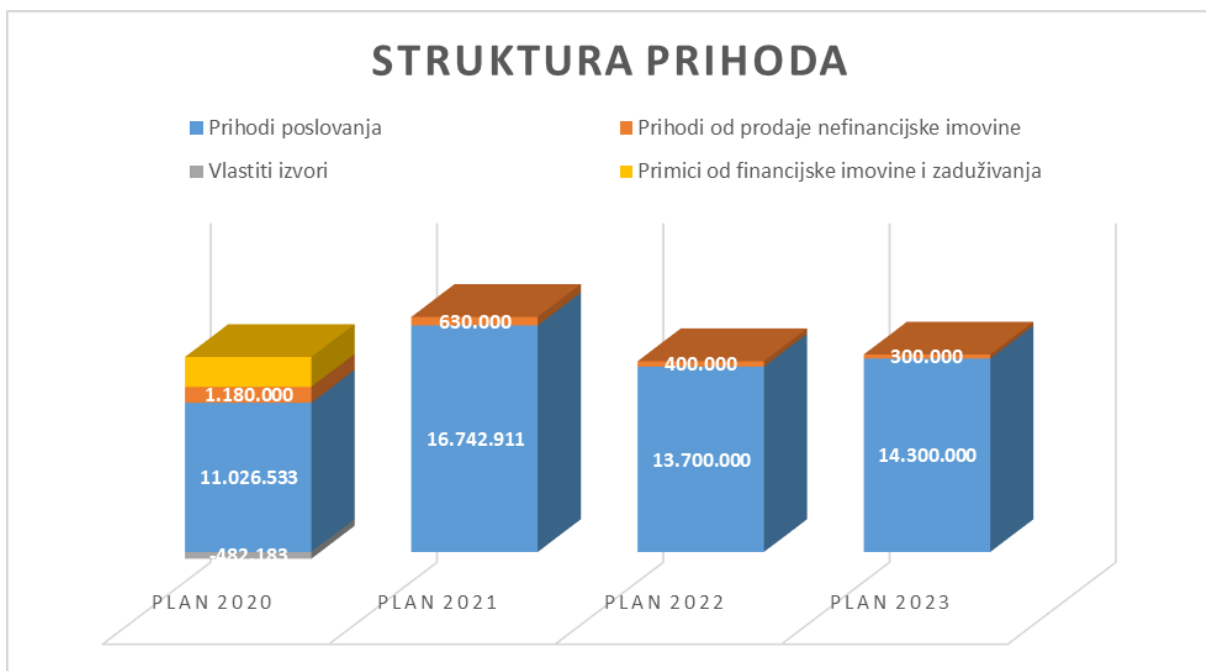 STRUKTURA PRIHODA
Prihodi poslovanja
Prihodi od prodaje nefinancijske imovine
Vlastiti izvori
Primici od financijske imovine i zaduživanja
630.000
400.000
300.000
1.180.000
16.742.911
13.700.000
14.300.000
11.026.533
-482.183
PLAN 2020
PLAN 2021
PLAN 2022
PLAN 2023